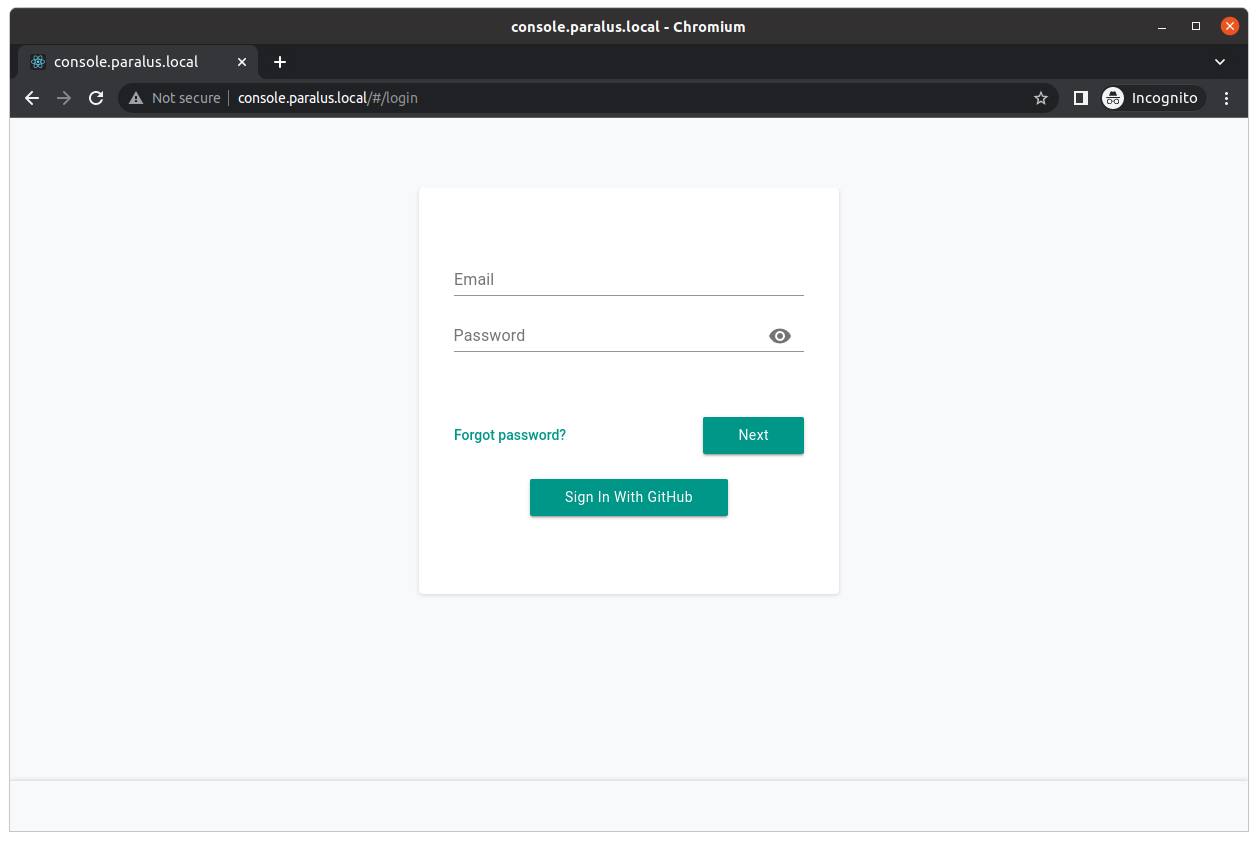 console.paralus.local - Chromium
console.paralus.local
Not secure console.paralus.local/#/login Incognito
Email
Password
Forgot password? Next
Sign In With GitHub